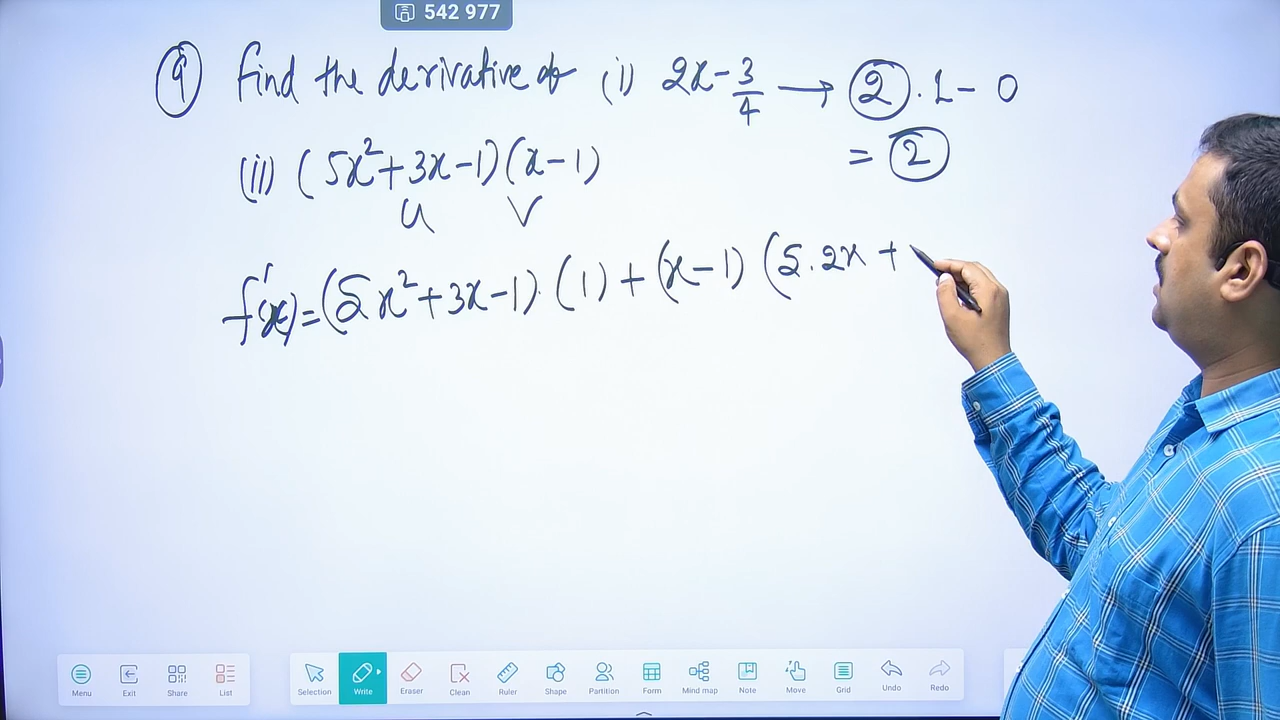 542 977
9 Find the derivative of (i) 2x - 3/4 → 2 . 1 - 0
= 2
(ii) (5x² + 3x - 1) (x - 1)
u v
f'(x) = (5x² + 3x - 1) . (1) + (x - 1) (5 . 2x +
Menu Exit Share List Selection Write Eraser Clean Ruler Shape Partition Form Mind map Note Move Grid Undo Redo